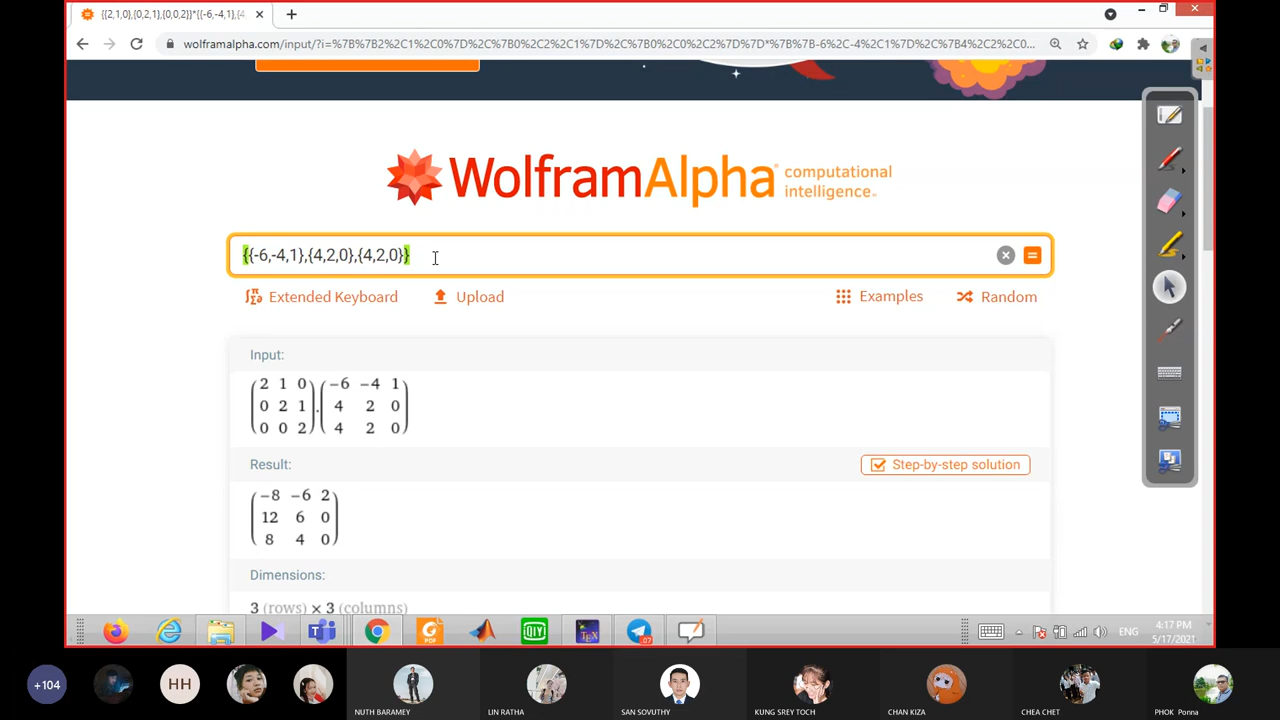 {{2,1,0},{0,2,1},{0,0,2}}*{{-6,-4,1},{4,
wolframalpha.com/input/?i=%7B%7B2%2C1%2C0%7D%2C%7B0%2C2%2C1%7D%2C%7B0%2C0%2C2%7D%7D*%7B%7B-6%2C-4%2C1%7D%2C%7B4%2C2%2C0...
WolframAlpha computational intelligence™
{{-6,-4,1},{4,2,0},{4,2,0}}
Extended Keyboard Upload Examples Random
Input:
2 1 0 -6 -4 1
0 2 1 . 4 2 0
0 0 2 4 2 0
Result: Step-by-step solution
-8 -6 2
12 6 0
8 4 0
Dimensions:
3 (rows) × 3 (columns)
ENG 4:17 PM
5/17/2021
+104 HH
NUTH BARAMEY LIN RATHA SAN SOVUTHY KUNG SREY TOCH CHAN KIZA CHEA CHET PHOK Ponna